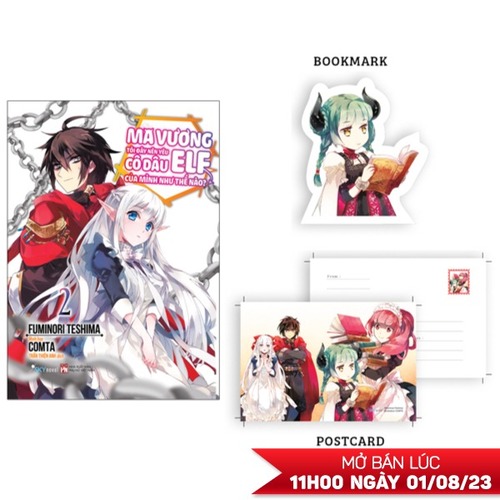 MA VƯƠNG
TÔI ĐÂY NÊN YÊU
CÔ DÂU ELF
CỦA MÌNH NHƯ THẾ NÀO?
2
FUMINORI TESHIMA
COMTA
BOOKMARK
From:
POSTCARD
MỞ BÁN LÚC
11H00 NGÀY 01/08/23